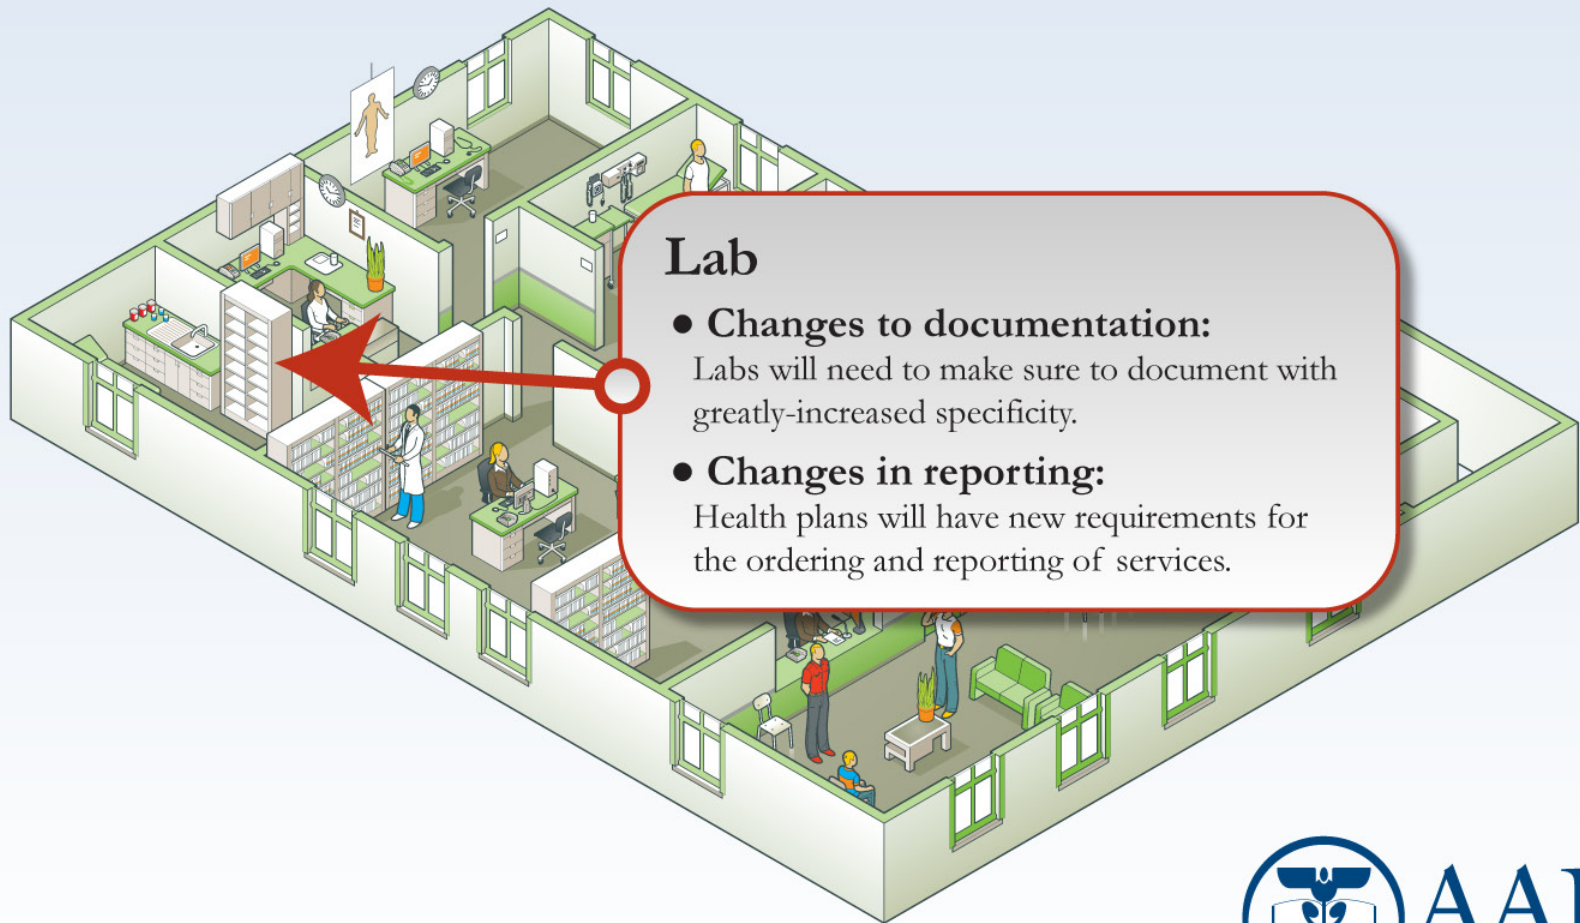 Lab
● Changes to documentation:
Labs will need to make sure to document with
greatly-increased specificity.
● Changes in reporting:
Health plans will have new requirements for
the ordering and reporting of services.